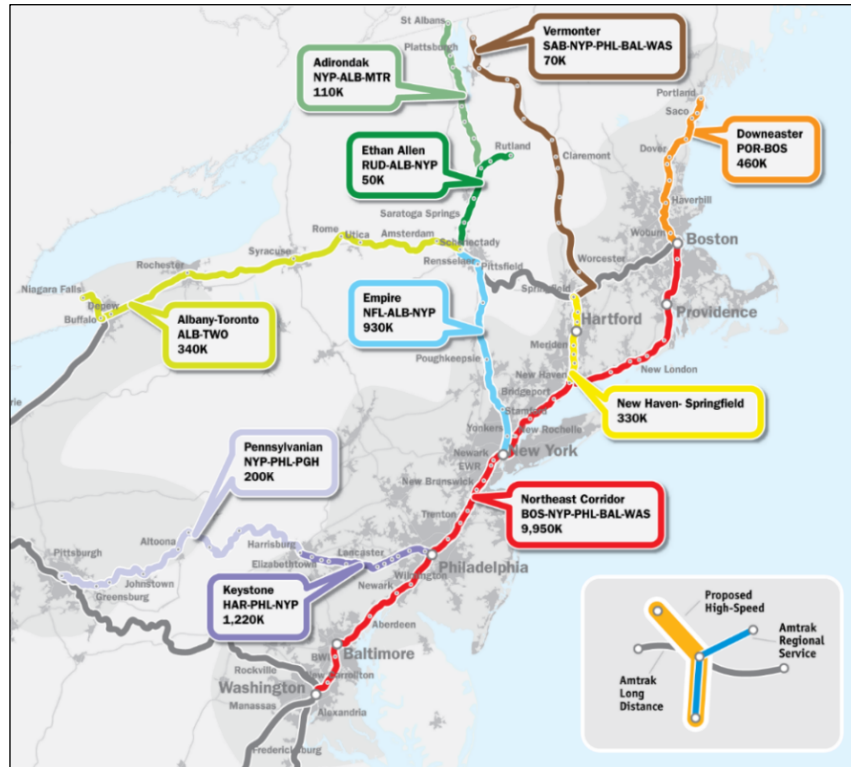 St Albans
Plattsburgh
Vermonter
SAB-NYP-PHL-BAL-WAS
70K
Adirondak
NYP-ALB-MTR
110K
Portland
Saco
Downeaster
POR-BOS
460K
Ethan Allen
RUD-ALB-NYP
50K
Rutland
Claremont
Dover
Haverhill
Saratoga Springs
Rome
Utica
Amsterdam
Schenectady
Woburn
Boston
Syracuse
Rensselaer
Pittsfield
Worcester
Rochester
Niagara Falls
Springfield
Depew
Buffalo
Albany-Toronto
ALB-TWO
340K
Empire
NFL-ALB-NYP
930K
Hartford
Providence
Meriden
Poughkeepsie
New Haven
New London
Bridgeport
Stamford
New Haven- Springfield
330K
Yonkers
New Rochelle
Pennsylvanian
NYP-PHL-PGH
200K
Newark
New York
EWR
New Brunswick
Northeast Corridor
BOS-NYP-PHL-BAL-WAS
9,950K
Trenton
Altoona
Harrisburg
Lancaster
Elizabethtown
Pittsburgh
Johnstown
Greensburg
Philadelphia
Wilmington
Newark
Keystone
HAR-PHL-NYP
1,220K
Aberdeen
Proposed
High-Speed
Amtrak
Regional
Service
Amtrak
Long
Distance
Baltimore
BWI
Rockville
New Carrollton
Washington
Manassas
Alexandria
Fredericksburg